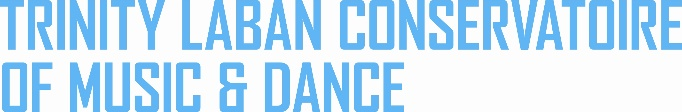 TRINITY LABAN CONSERVATOIRE
OF MUSIC & DANCE